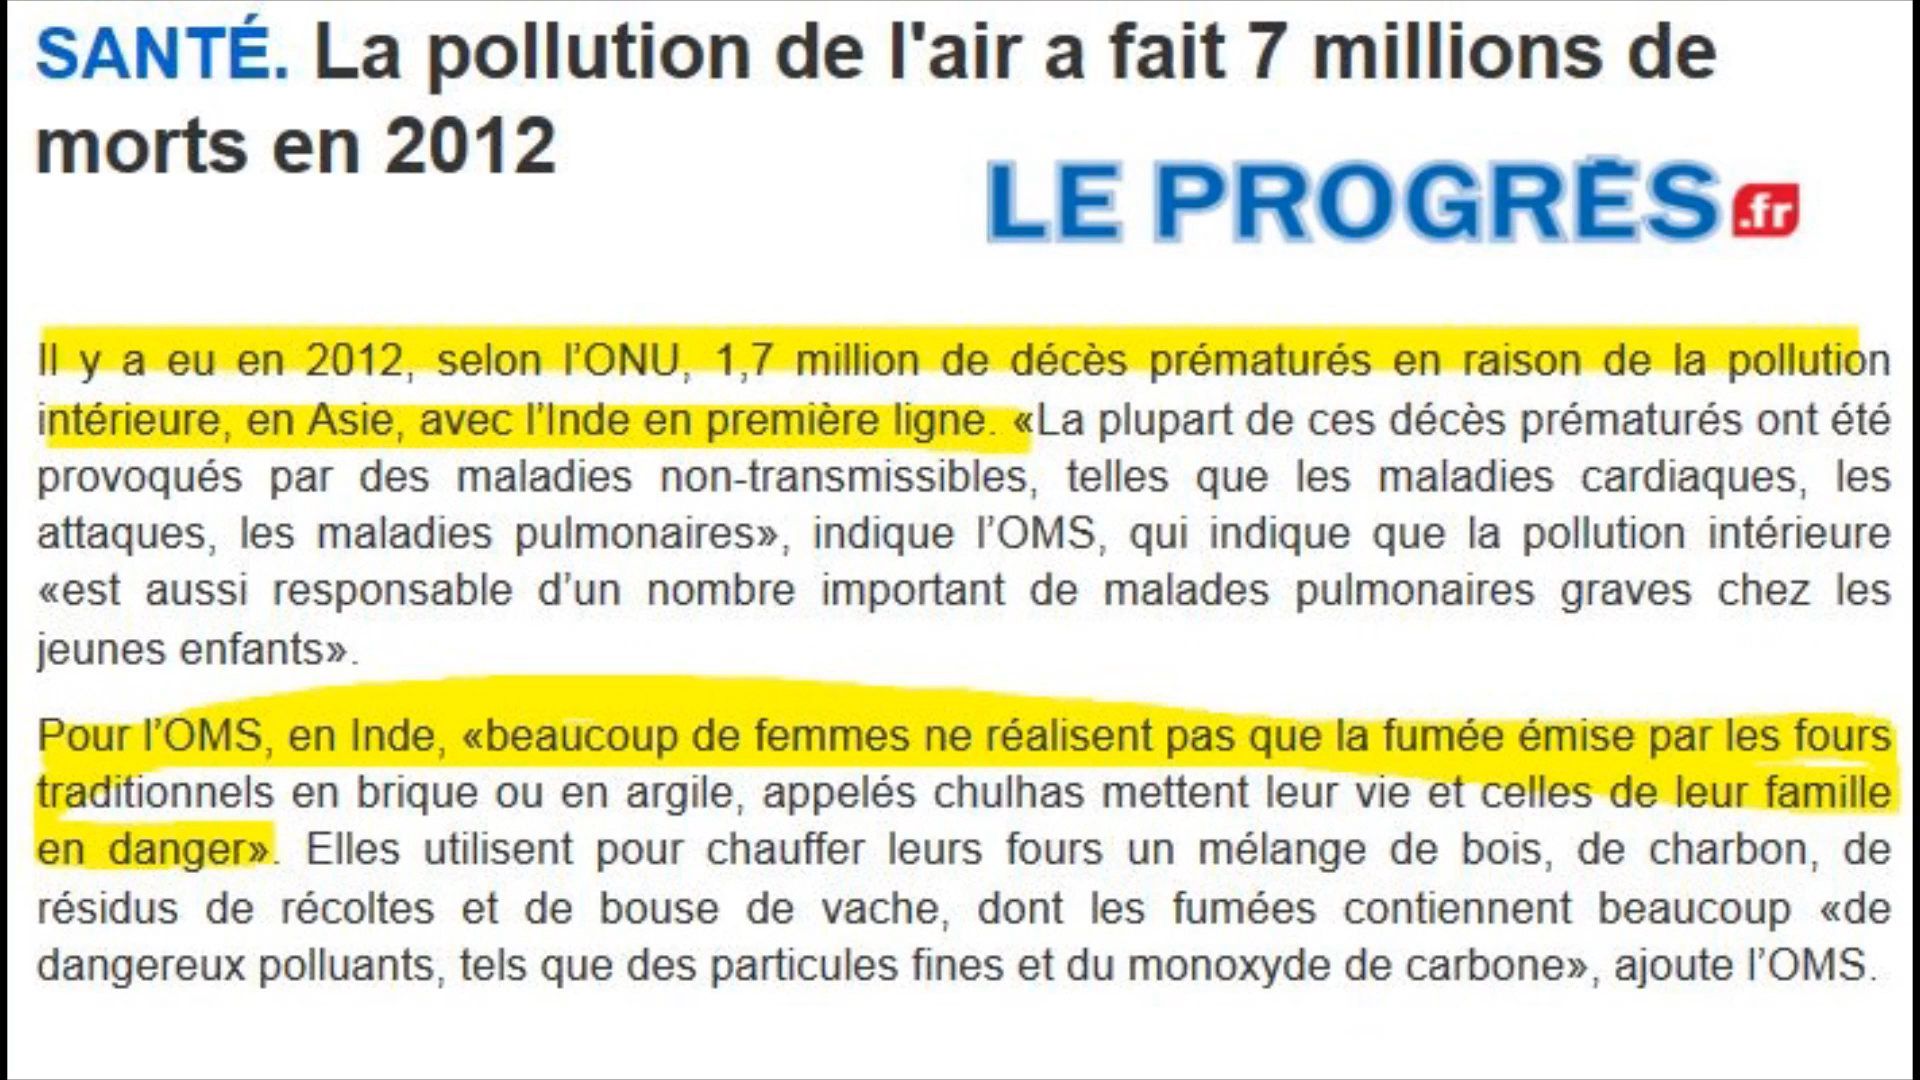 SANTÉ. La pollution de l'air a fait 7 millions de
morts en 2012
LE PROGRÈS.fr
Il y a eu en 2012, selon l’ONU, 1,7 million de décès prématurés en raison de la pollution
intérieure, en Asie, avec l’Inde en première ligne. «La plupart de ces décès prématurés ont été
provoqués par des maladies non-transmissibles, telles que les maladies cardiaques, les
attaques, les maladies pulmonaires», indique l’OMS, qui indique que la pollution intérieure
«est aussi responsable d’un nombre important de malades pulmonaires graves chez les
jeunes enfants».
Pour l’OMS, en Inde, «beaucoup de femmes ne réalisent pas que la fumée émise par les fours
traditionnels en brique ou en argile, appelés chulhas mettent leur vie et celles de leur famille
en danger». Elles utilisent pour chauffer leurs fours un mélange de bois, de charbon, de
résidus de récoltes et de bouse de vache, dont les fumées contiennent beaucoup «de
dangereux polluants, tels que des particules fines et du monoxyde de carbone», ajoute l’OMS.